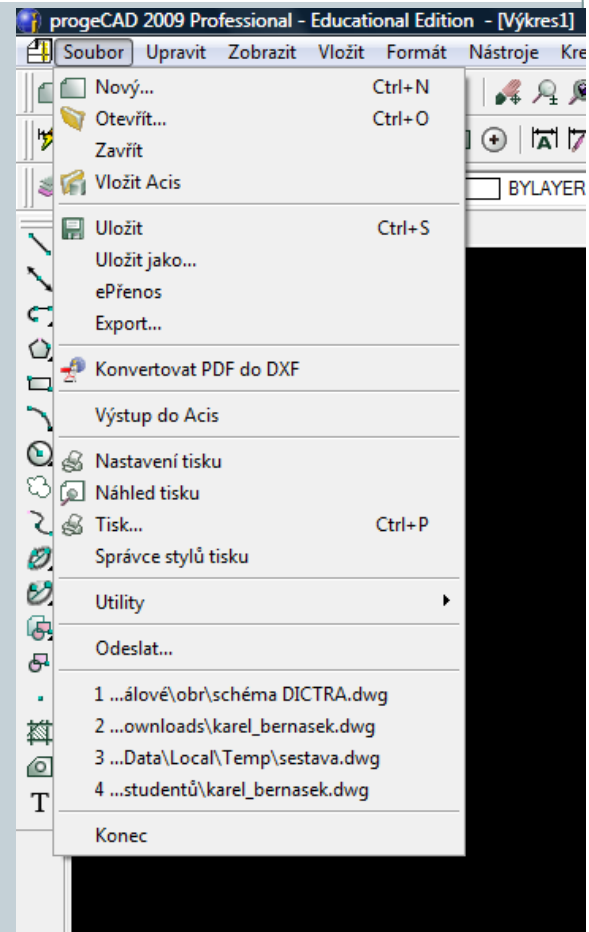 progeCAD 2009 Professional - Educational Edition - [Výkres1]
Soubor Upravit Zobrazit Vložit Formát Nástroje Kre
Nový... Ctrl+N
Otevřít... Ctrl+O
Zavřít
Vložit Acis
BYLAYER
Uložit Ctrl+S
Uložit jako...
ePřenos
Export...
Konvertovat PDF do DXF
Výstup do Acis
Nastavení tisku
Náhled tisku
Tisk... Ctrl+P
Správce stylů tisku
Utility
Odeslat...
1 ...álové\obr\schéma DICTRA.dwg
2 ...ownloads\karel_bernasek.dwg
3 ...Data\Local\Temp\sestava.dwg
4 ...studentů\karel_bernasek.dwg
T
Konec